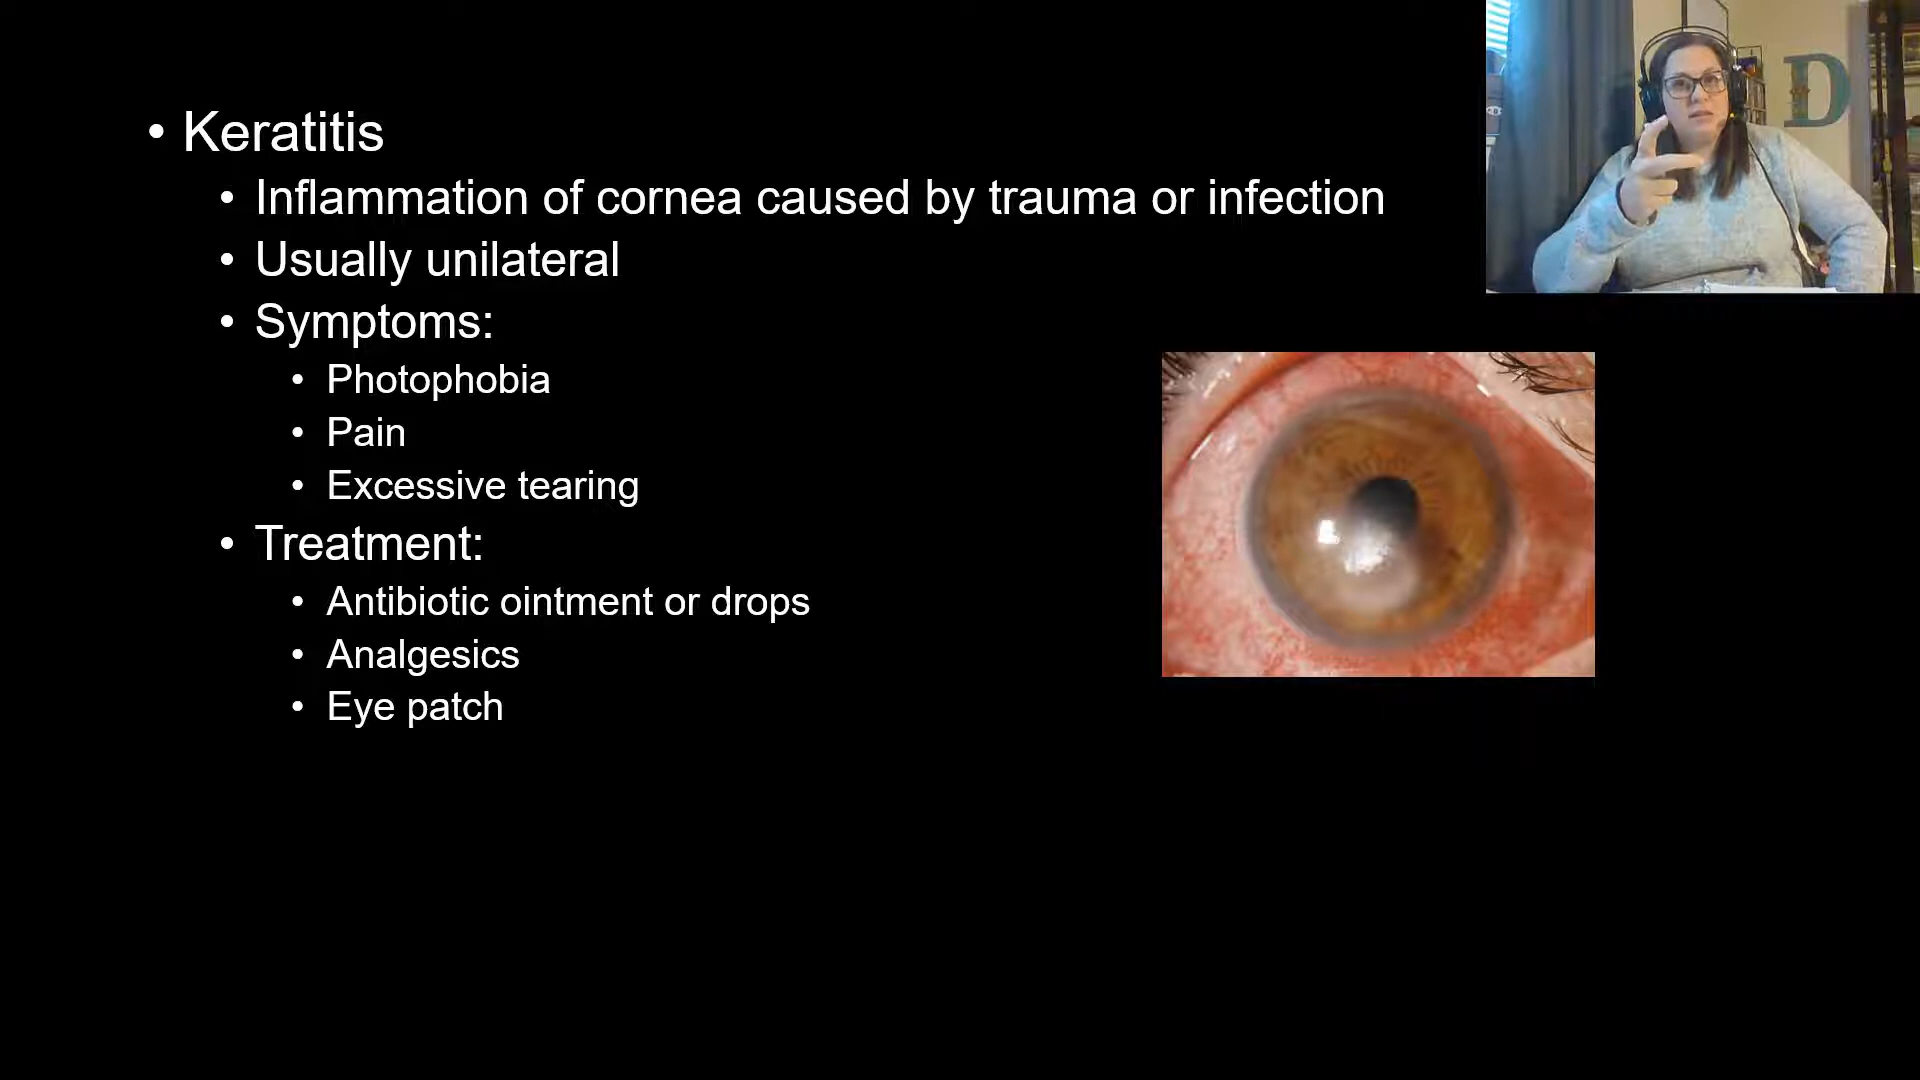 • Keratitis
• Inflammation of cornea caused by trauma or infection
• Usually unilateral
• Symptoms:
• Photophobia
• Pain
• Excessive tearing
• Treatment:
• Antibiotic ointment or drops
• Analgesics
• Eye patch
D